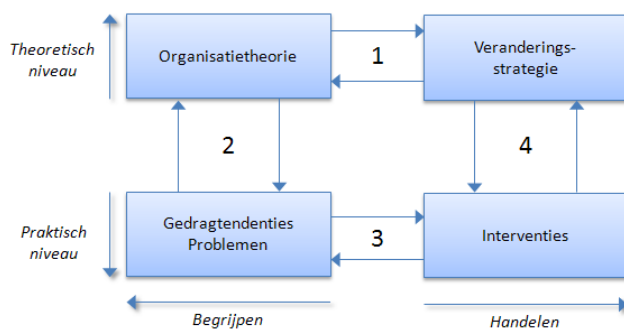 Theoretisch
niveau
Organisatietheorie
1
Veranderings-
strategie
2
4
Praktisch
niveau
Gedragtendenties
Problemen
3
Interventies
Begrijpen
Handelen